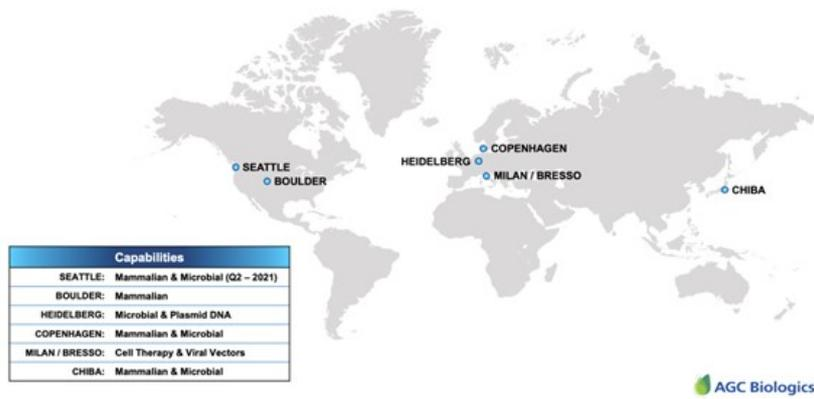 COPENHAGEN
HEIDELBERG
SEATTLE
MILAN / BRESSO
BOULDER
CHIBA
Capabilities
SEATTLE: Mammalian & Microbial (Q2 – 2021)
BOULDER: Mammalian
HEIDELBERG: Microbial & Plasmid DNA
COPENHAGEN: Mammalian & Microbial
MILAN / BRESSO: Cell Therapy & Viral Vectors
CHIBA: Mammalian & Microbial
AGC Biologics